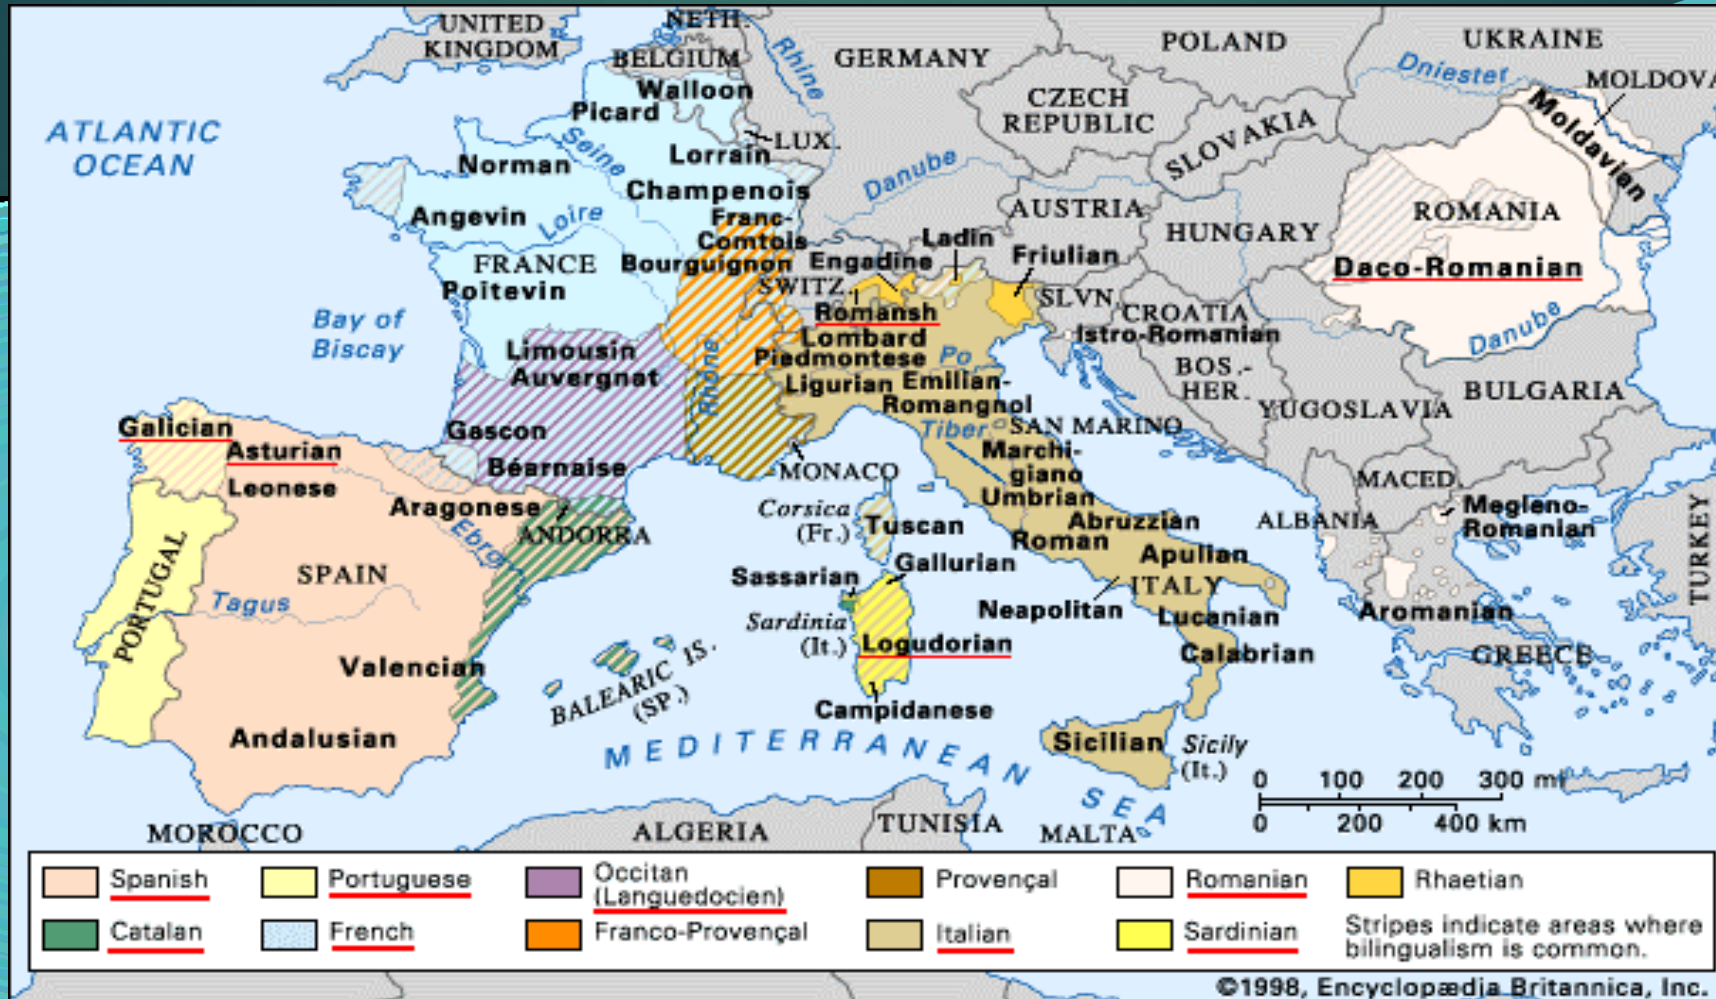 UNITED
KINGDOM
NETH.
BELGIUM
Rhine
GERMANY
POLAND
UKRAINE
Dniester
MOLDOVA
Walloon
Picard
CZECH
REPUBLIC
Moldavian
ATLANTIC
OCEAN
Seine
LUX.
SLOVAKIA
Norman
Lorrain
Danube
Champenois
Angevin
Loire
Franc-
Comtois
AUSTRIA
ROMANIA
HUNGARY
Ladin
FRANCE
Bourguignon
Engadine
Friulian
Daco-Romanian
Poitevin
SWITZ.
SLVN.
CROATIA
Romansh
Istro-Romanian
Danube
Bay of
Biscay
Lombard
Limousin
Rhône
Piedmontese
Po
BOS.-
HER.
Auvergnat
Ligurian
Emilian-
Romangnol
YUGOSLAVIA
BULGARIA
Galician
Gascon
Tiber
SAN MARINO
Asturian
Béarnaise
MONACO
Marchi-
giano
MACED.
Leonese
Umbrian
Aragonese
Corsica
(Fr.)
Tuscan
Abruzzian
ALBANIA
Megleno-
Romanian
Ebro
ANDORRA
Roman
Apulian
TURKEY
PORTUGAL
SPAIN
Sassarian
Gallurian
ITALY
Tagus
Sardinia
(It.)
Neapolitan
Lucanian
Aromanian
Logudorian
Valencian
BALEARIC IS.
(SP.)
Calabrian
GREECE
Campidanese
Andalusian
MEDITERRANEAN
SEA
Sicilian
Sicily
(It.)
0 100 200 300 mi
0 200 400 km
MOROCCO
ALGERIA
TUNISIA
MALTA
Spanish
Portuguese
Occitan
(Languedocien)
Provençal
Romanian
Rhaetian
Catalan
French
Franco-Provençal
Italian
Sardinian
Stripes indicate areas where
bilingualism is common.
©1998, Encyclopædia Britannica, Inc.